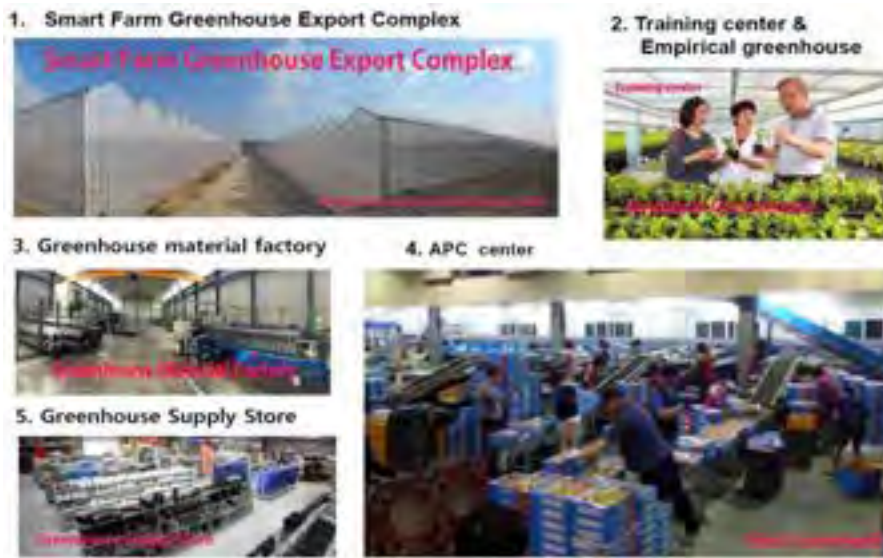 1. Smart Farm Greenhouse Export Complex
Smart Farm Greenhouse Export Complex
2. Training center &
Empirical greenhouse
Training center
3. Greenhouse material factory
Greenhouse Material Factory
4. APC center
5. Greenhouse Supply Store